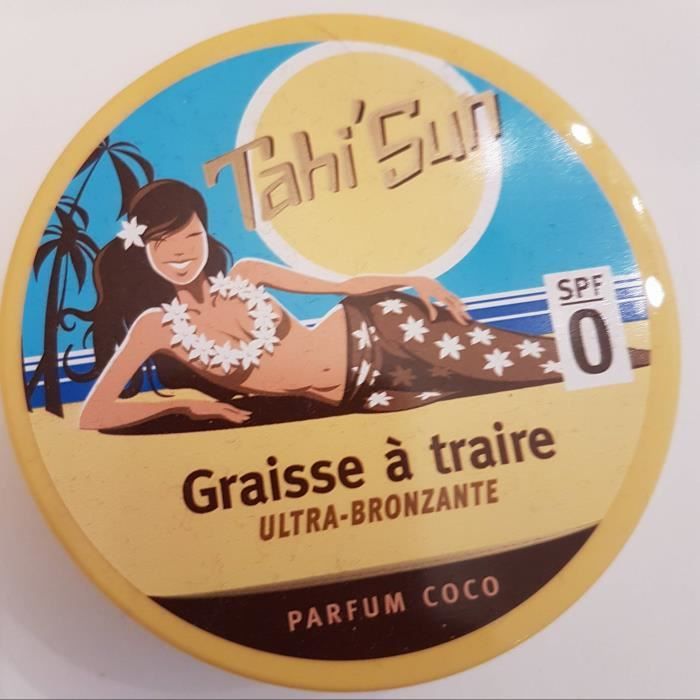 Tahi'Sun
SPF
0
Graisse à traire
ULTRA-BRONZANTE
PARFUM COCO